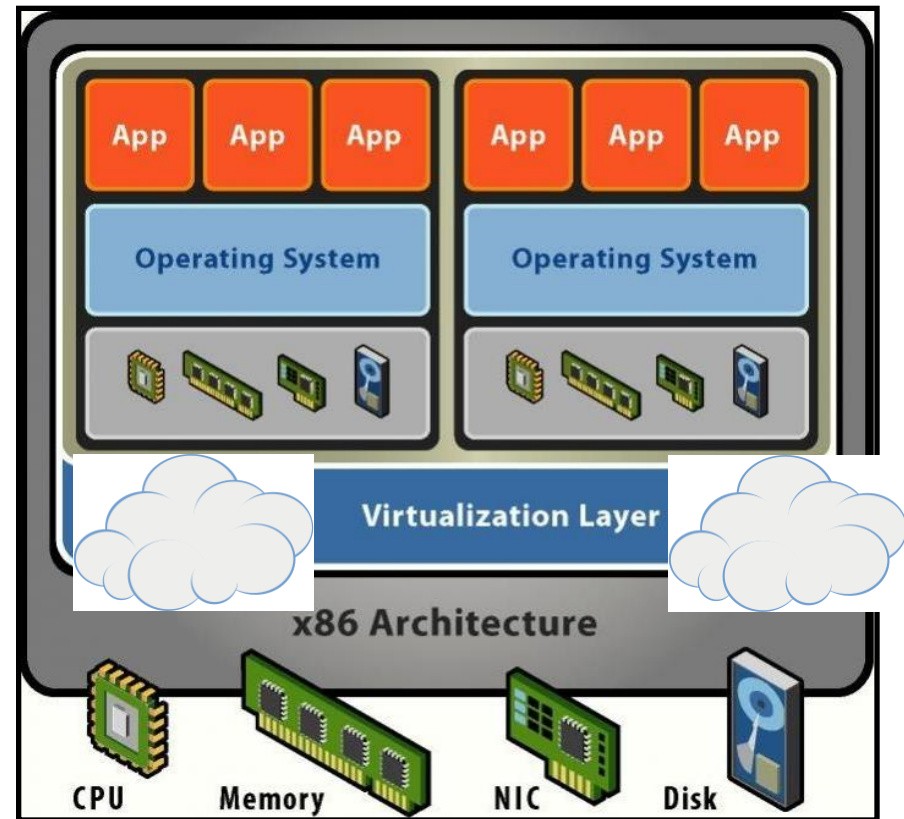 App App App App App App
Operating System Operating System
Virtualization Layer
x86 Architecture
CPU Memory NIC Disk